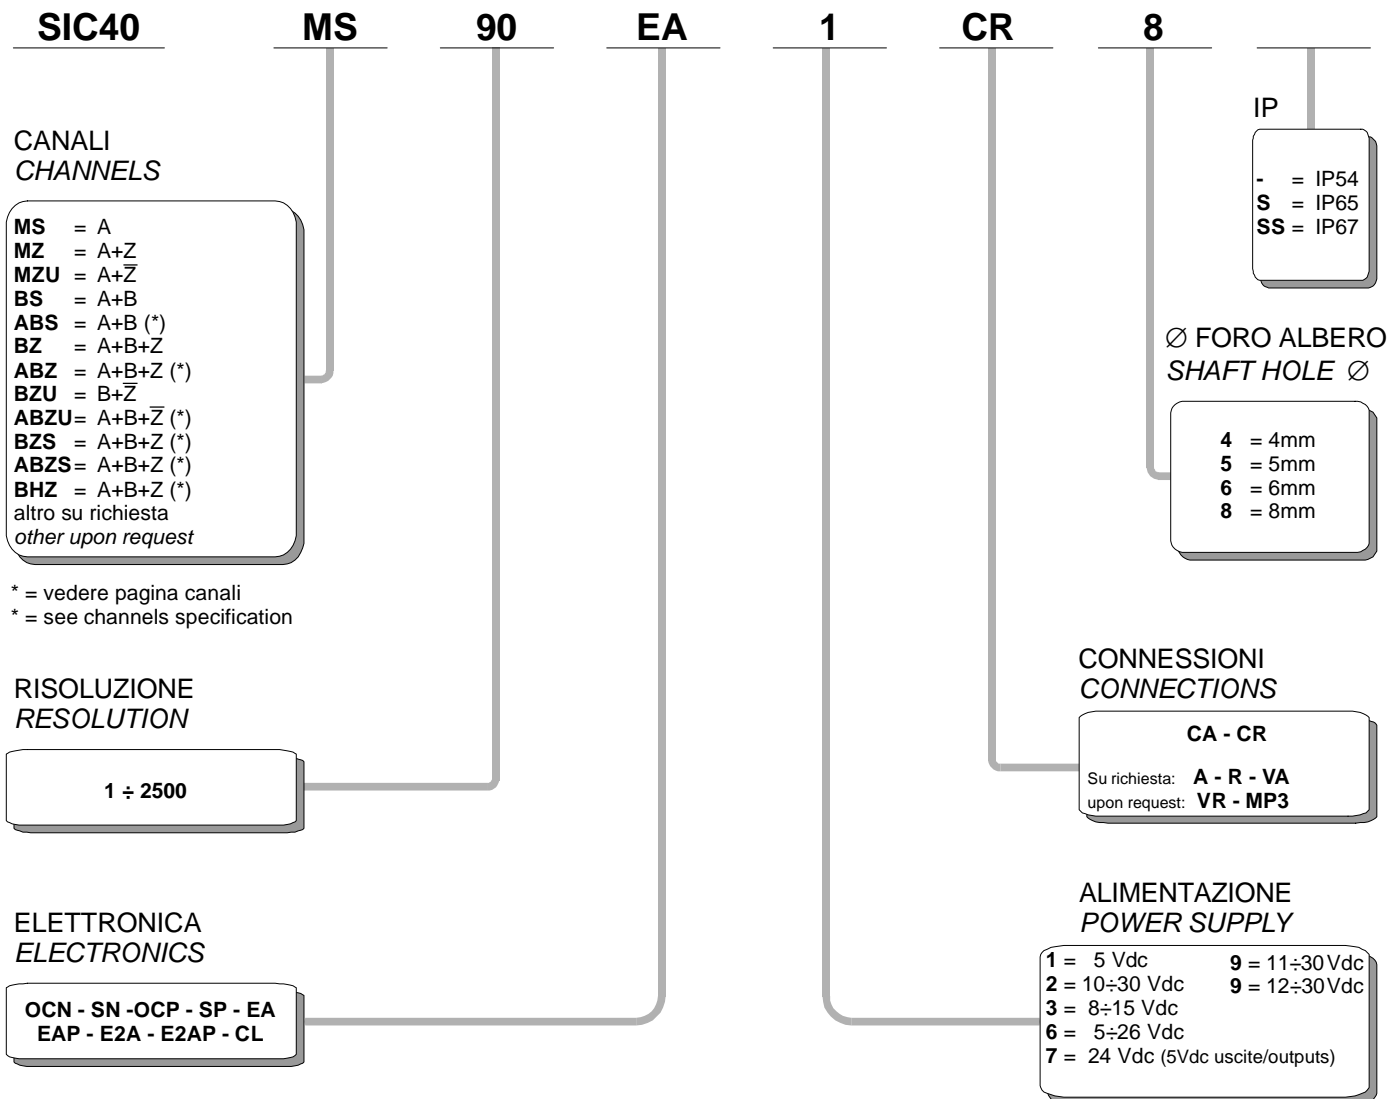 SIC40 MS 90 EA 1 CR 8
CANALI
CHANNELS
MS = A
MZ = A+Z
MZU = A+Z̅
BS = A+B
ABS = A+B (*)
BZ = A+B+Z
ABZ = A+B+Z (*)
BZU = B+Z̅
ABZU= A+B+Z̅ (*)
BZS = A+B+Z (*)
ABZS= A+B+Z (*)
BHZ = A+B+Z (*)
altro su richiesta
other upon request
* = vedere pagina canali
* = see channels specification
RISOLUZIONE
RESOLUTION
1 ÷ 2500
ELETTRONICA
ELECTRONICS
OCN - SN -OCP - SP - EA
EAP - E2A - E2AP - CL
IP
- = IP54
S = IP65
SS = IP67
∅ FORO ALBERO
SHAFT HOLE ∅
4 = 4mm
5 = 5mm
6 = 6mm
8 = 8mm
CONNESSIONI
CONNECTIONS
CA - CR
Su richiesta: A - R - VA
upon request: VR - MP3
ALIMENTAZIONE
POWER SUPPLY
1 = 5 Vdc
2 = 10÷30 Vdc
3 = 8÷15 Vdc
6 = 5÷26 Vdc
7 = 24 Vdc (5Vdc uscite/outputs)
9 = 11÷30 Vdc
9 = 12÷30 Vdc